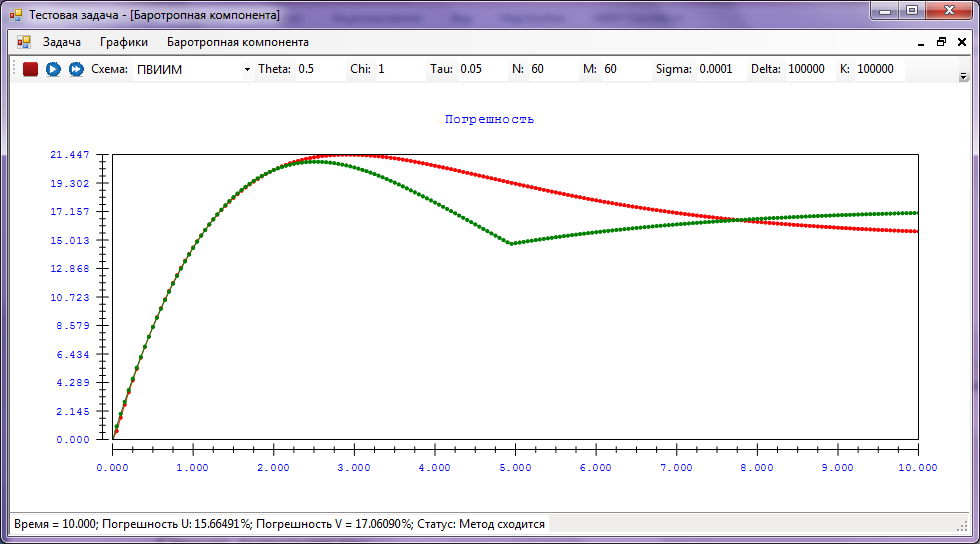 Тестовая задача - [Баротропная компонента]
Задача Графики Баротропная компонента
Схема: ПВИИМ Theta: 0.5 Chi: 1 Tau: 0.05 N: 60 M: 60 Sigma: 0.0001 Delta: 100000 K: 100000
Погрешность
21.447
19.302
17.157
15.013
12.868
10.723
8.579
6.434
4.289
2.145
0.000
0.000 1.000 2.000 3.000 4.000 5.000 6.000 7.000 8.000 9.000 10.000
Время = 10.000; Погрешность U: 15.66491%; Погрешность V = 17.06090%; Статус: Метод сходится